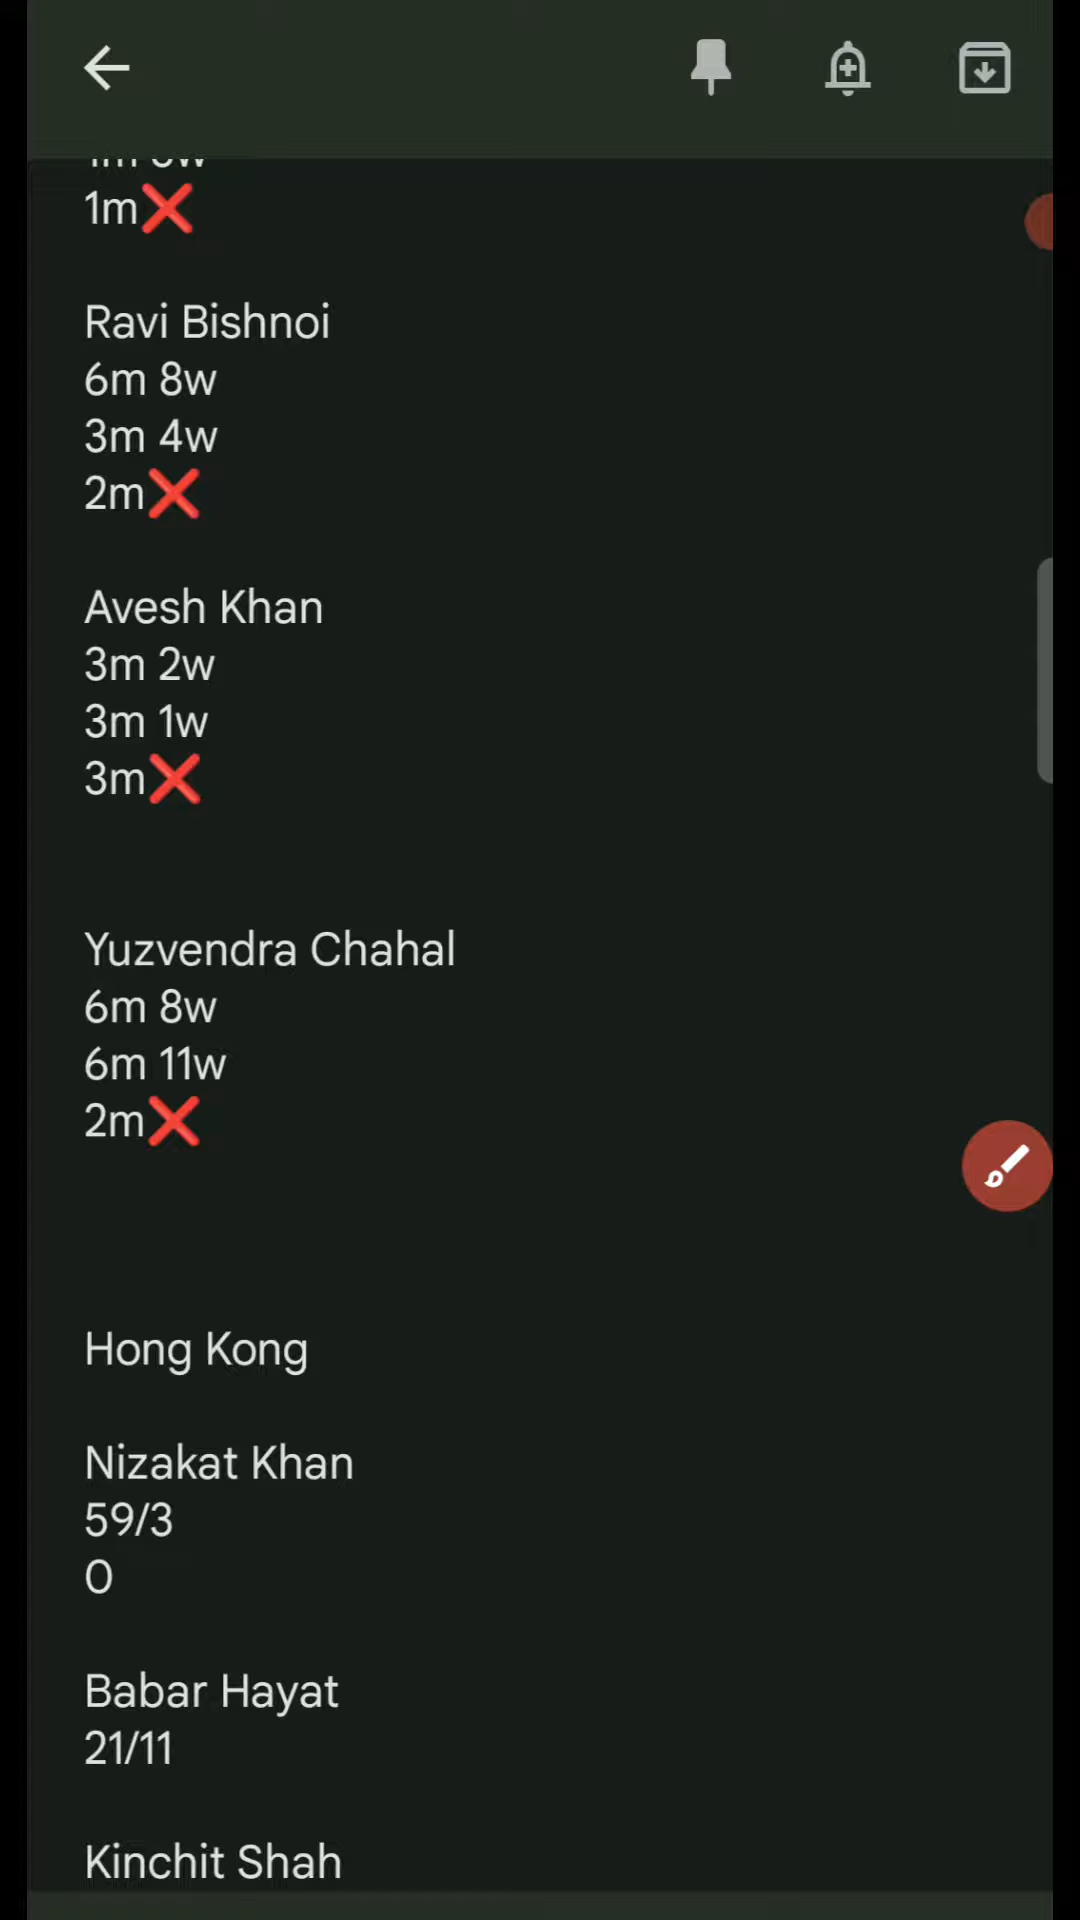 1m❌
Ravi Bishnoi
6m 8w
3m 4w
2m❌
Avesh Khan
3m 2w
3m 1w
3m❌
Yuzvendra Chahal
6m 8w
6m 11w
2m❌
Hong Kong
Nizakat Khan
59/3
0
Babar Hayat
21/11
Kinchit Shah